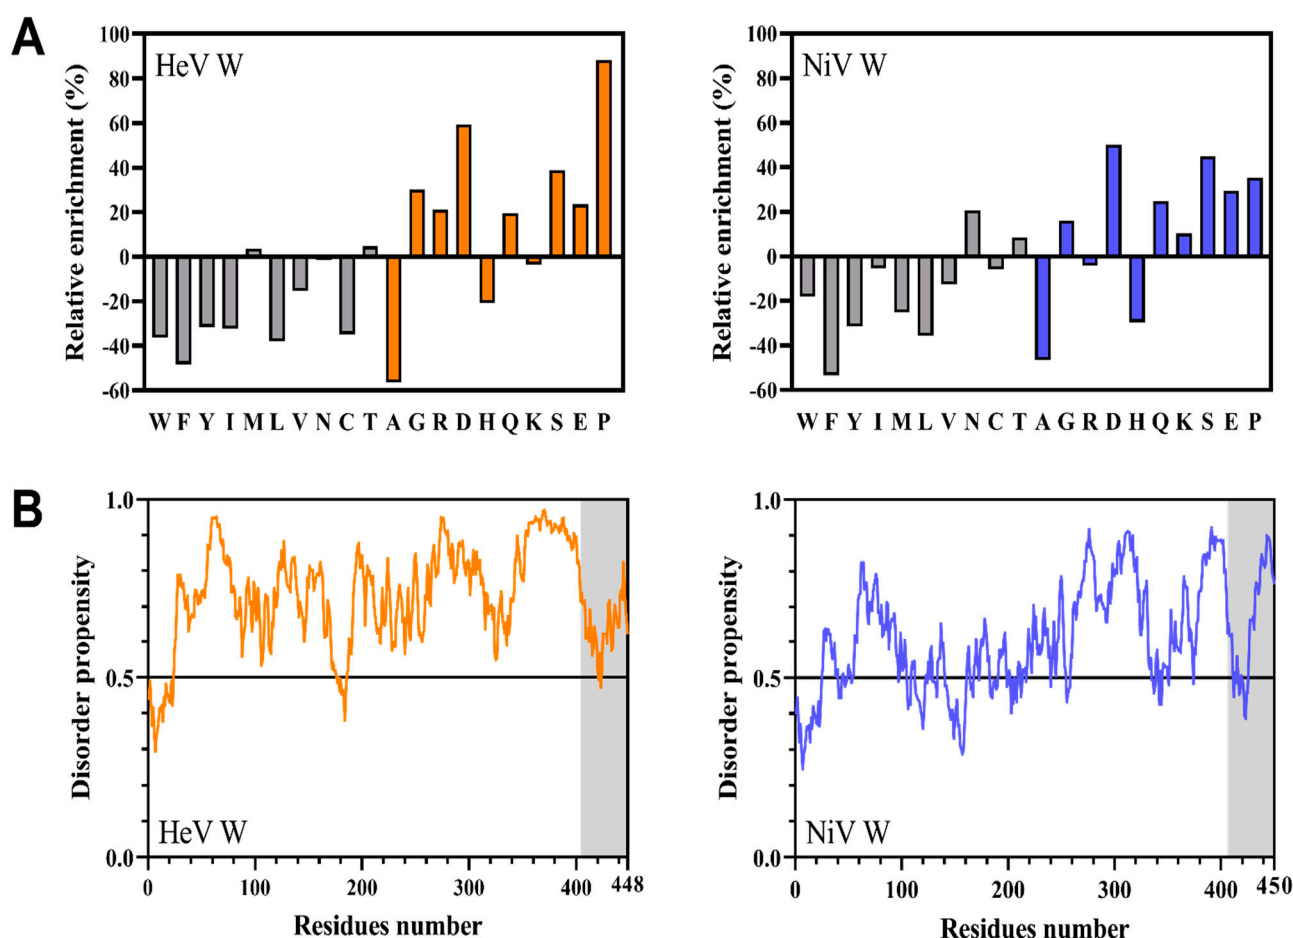 A
Relative enrichment (%)
100
80
60
40
20
0
-20
-40
-60
HeV W
W F Y I M L V N C T A G R D H Q K S E P
Relative enrichment (%)
100
80
60
40
20
0
-20
-40
-60
NiV W
W F Y I M L V N C T A G R D H Q K S E P
B
Disorder propensity
1.0
0.5
0.0
HeV W
0 100 200 300 400 448
Residues number
Disorder propensity
1.0
0.5
0.0
NiV W
0 100 200 300 400 450
Residues number